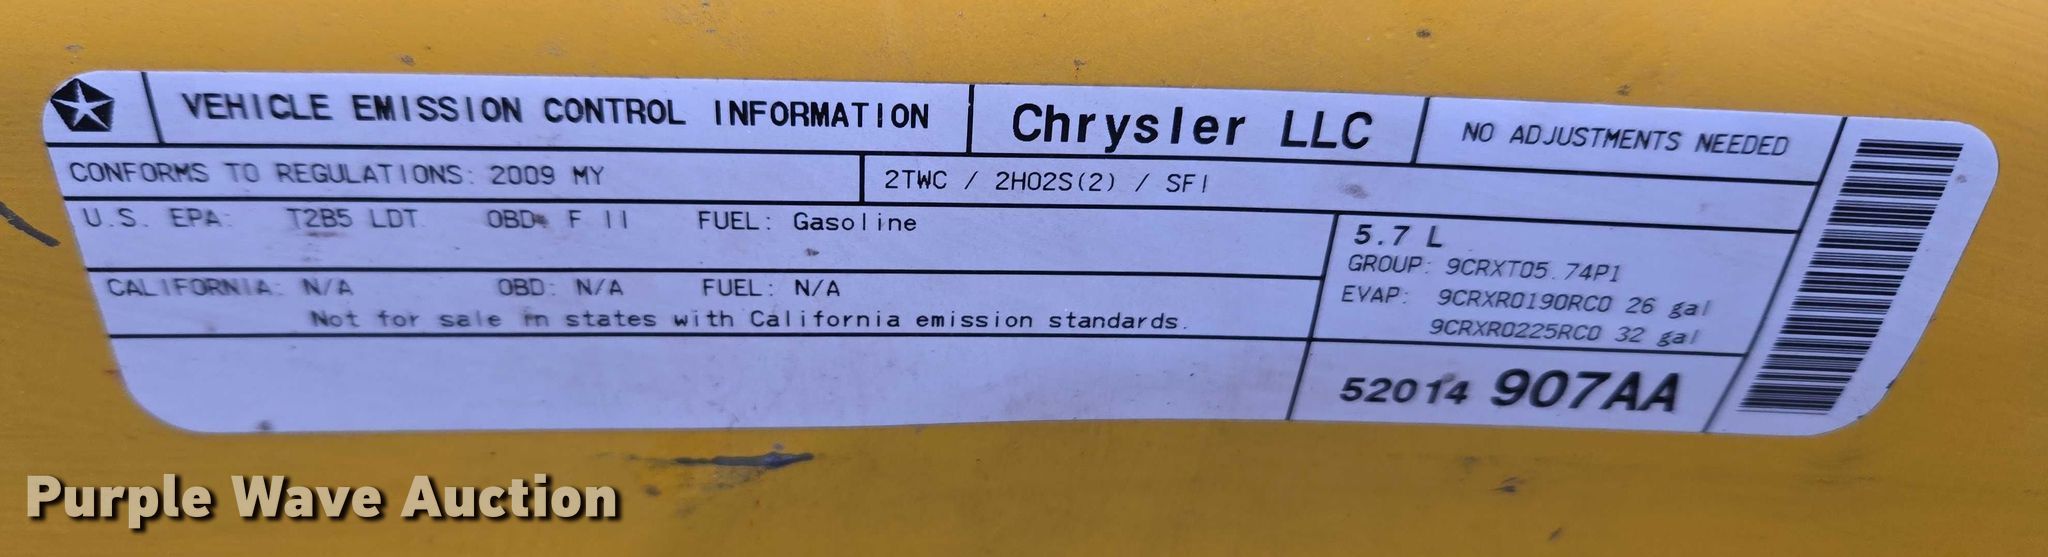 VEHICLE EMISSION CONTROL INFORMATION
Chrysler LLC
NO ADJUSTMENTS NEEDED
CONFORMS TO REGULATIONS: 2009 MY
2TWC / 2HO2S(2) / SFI
U.S. EPA: T2B5 LDT OBD: F II FUEL: Gasoline
CALIFORNIA: N/A OBD: N/A FUEL: N/A
Not for sale in states with California emission standards.
5.7 L
GROUP: 9CRXT05.74P1
EVAP: 9CRXR0190RC0 26 gal
9CRXR0225RC0 32 gal
52014 907AA
Purple Wave Auction